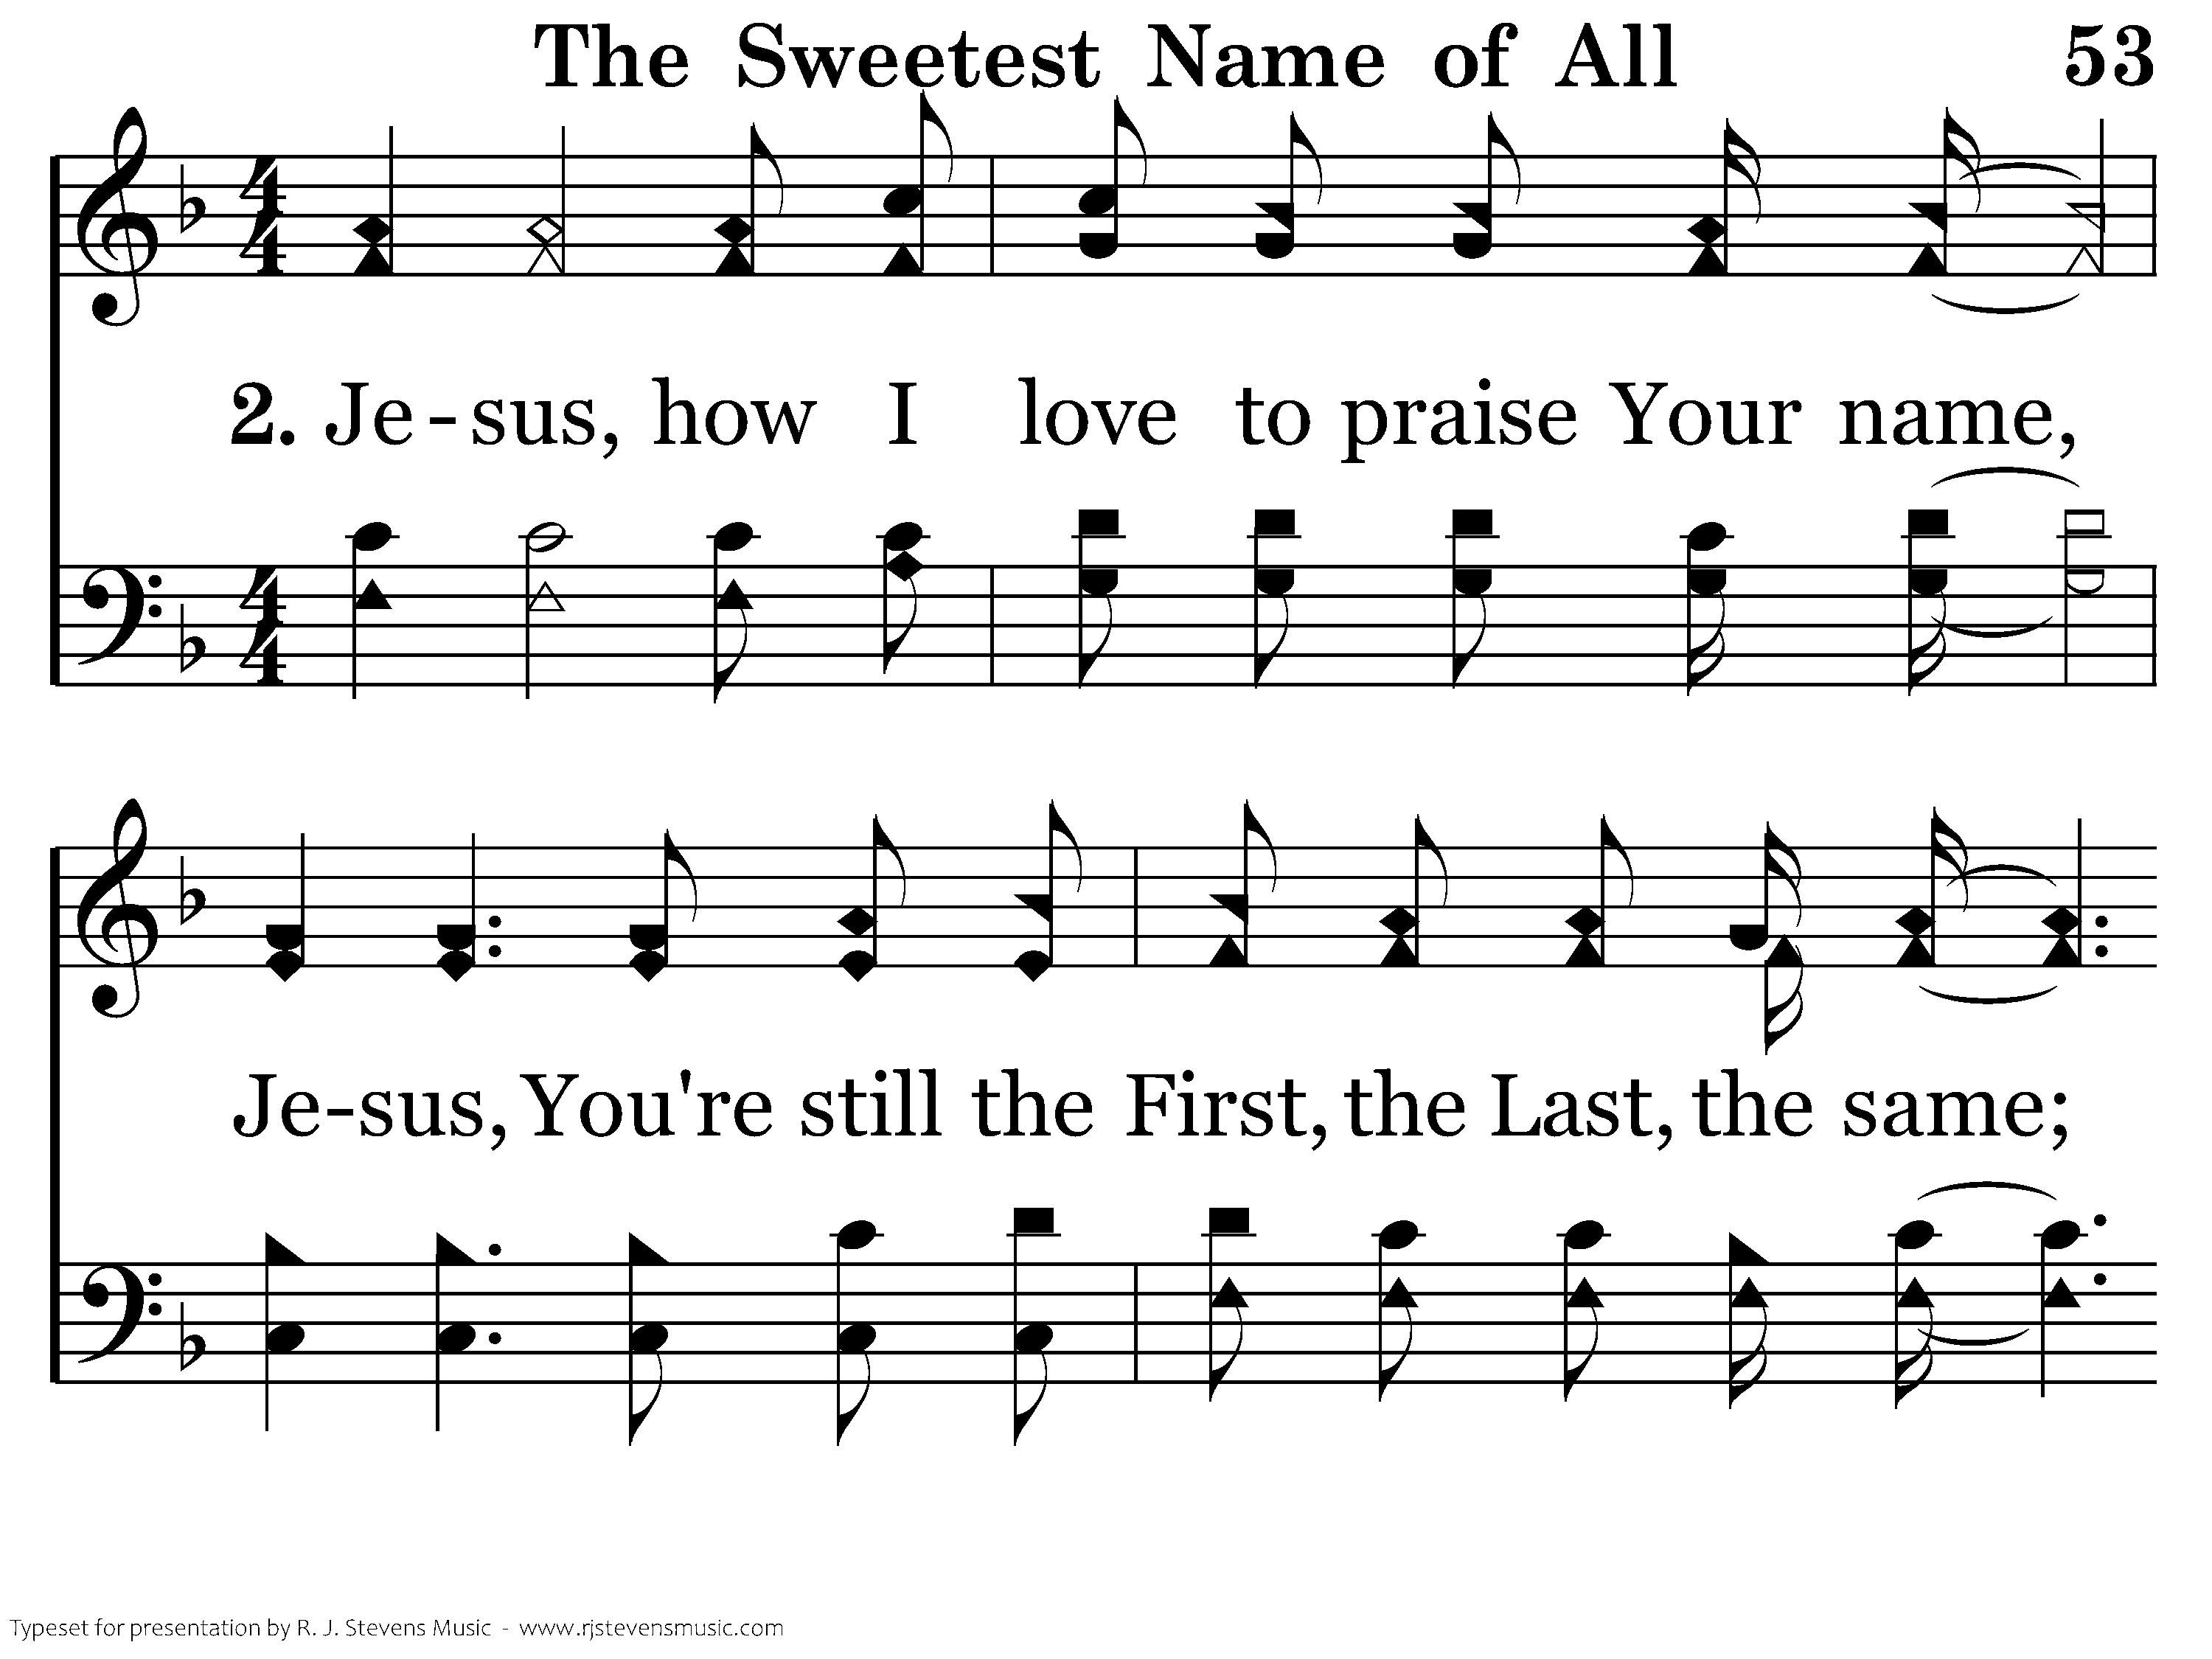 The Sweetest Name of All 53
2. Je - sus, how I love to praise Your name,
Je-sus, You're still the First, the Last, the same;
Typeset for presentation by R. J. Stevens Music - www.rjstevensmusic.com